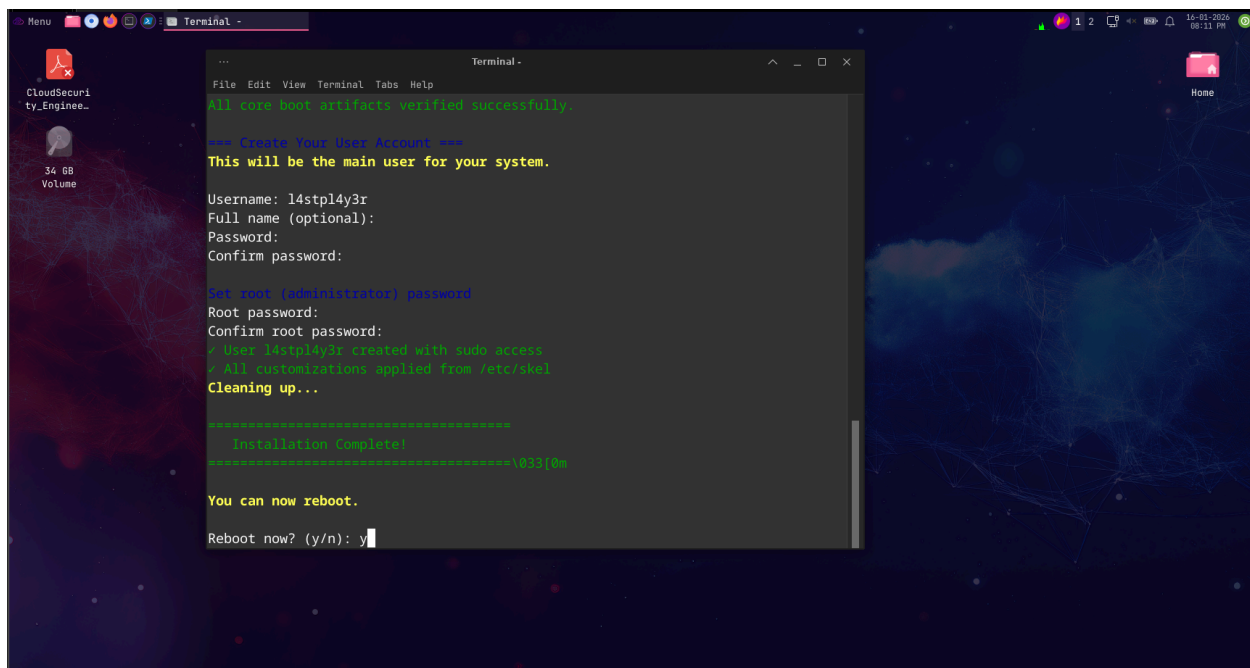 Menu
Terminal -
1 2
16-01-2026
08:11 PM
CloudSecuri
ty_Enginee…
34 GB
Volume
Home
Terminal -
File Edit View Terminal Tabs Help
All core boot artifacts verified successfully.
=== Create Your User Account ===
This will be the main user for your system.
Username: l4stpl4y3r
Full name (optional):
Password:
Confirm password:
Set root (administrator) password
Root password:
Confirm root password:
✓ User l4stpl4y3r created with sudo access
✓ All customizations applied from /etc/skel
Cleaning up...
======================================
Installation Complete!
======================================\033[0m
You can now reboot.
Reboot now? (y/n): y